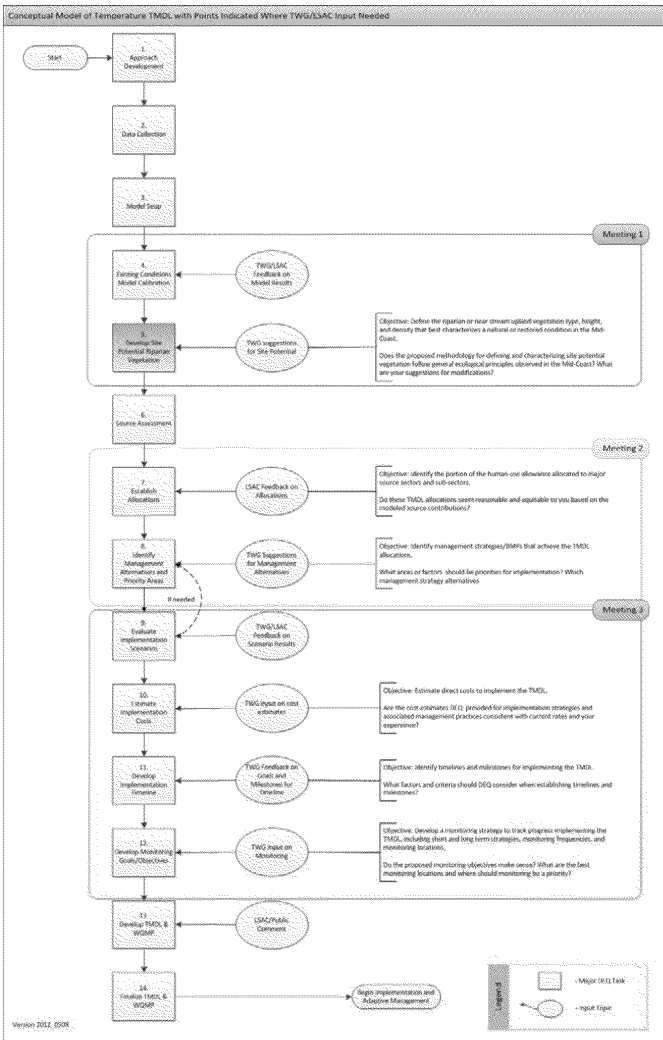 Conceptual Model of Temperature TMDL with Points Indicated Where TWG/LSAC Input Needed
Start
1.
Approach
Development
2.
Data Collection
3.
Model Setup
Meeting 1
4.
Existing Conditions
Model Calibration
TWG/LSAC
Feedback on
Model Results
5.
Develop Site
Potential Riparian
Vegetation
TWG suggestions
for Site Potential
Objective: Define the riparian or near stream upland vegetation type, height,
and density that best characterizes a natural or restored condition in the Mid-
Coast.
Does the proposed methodology for defining and characterizing site potential
vegetation follow general ecological principles observed in the Mid-Coast? What
are your suggestions for modifications?
6.
Source Assessment
Meeting 2
7.
Establish
Allocations
LSAC Feedback on
Allocations
Objective: Identify the portion of the human use allowance allocated to major
source sectors and sub-sectors.
Do these TMDL allocations seem reasonable and equitable to you based on the
modeled source contributions?
8.
Identify
Management
Alternatives and
Priority Areas
TWG Suggestions
for Management
Alternatives
Objective: Identify management strategies/BMPs that achieve the TMDL
allocations.
What areas or factors should be priorities for implementation? Which
management strategy alternatives
If needed
Meeting 3
9.
Evaluate
Implementation
Scenarios
TWG/LSAC
Feedback on
Scenario Results
10.
Estimate
Implementation
Costs
TWG Input on cost
estimates
Objective: Estimate direct costs to implement the TMDL.
Are the cost estimates DEQ provided for implementation strategies and
associated management practices consistent with current rates and your
experience?
11.
Develop
Implementation
Timeline
TWG Feedback on
Goals and
Milestones for
Timeline
Objective: Identify timelines and milestones for implementing the TMDL.
What factors and criteria should DEQ consider when establishing timelines and
milestones?
12.
Develop Monitoring
Goals/Objectives
TWG Input on
Monitoring
Objective: Develop a monitoring strategy to track progress implementing the
TMDL, including short and long term strategies, monitoring frequencies, and
monitoring locations.
Do the proposed monitoring objectives make sense? What are the best
monitoring locations and where should monitoring be a priority?
13.
Develop TMDL &
WQMP
LSAC/Public
Comment
14.
Finalize TMDL &
WQMP
Begin Implementation and
Adaptive Management
Legend
- Major DEQ Task
- Input Topic
Version 2012_0508